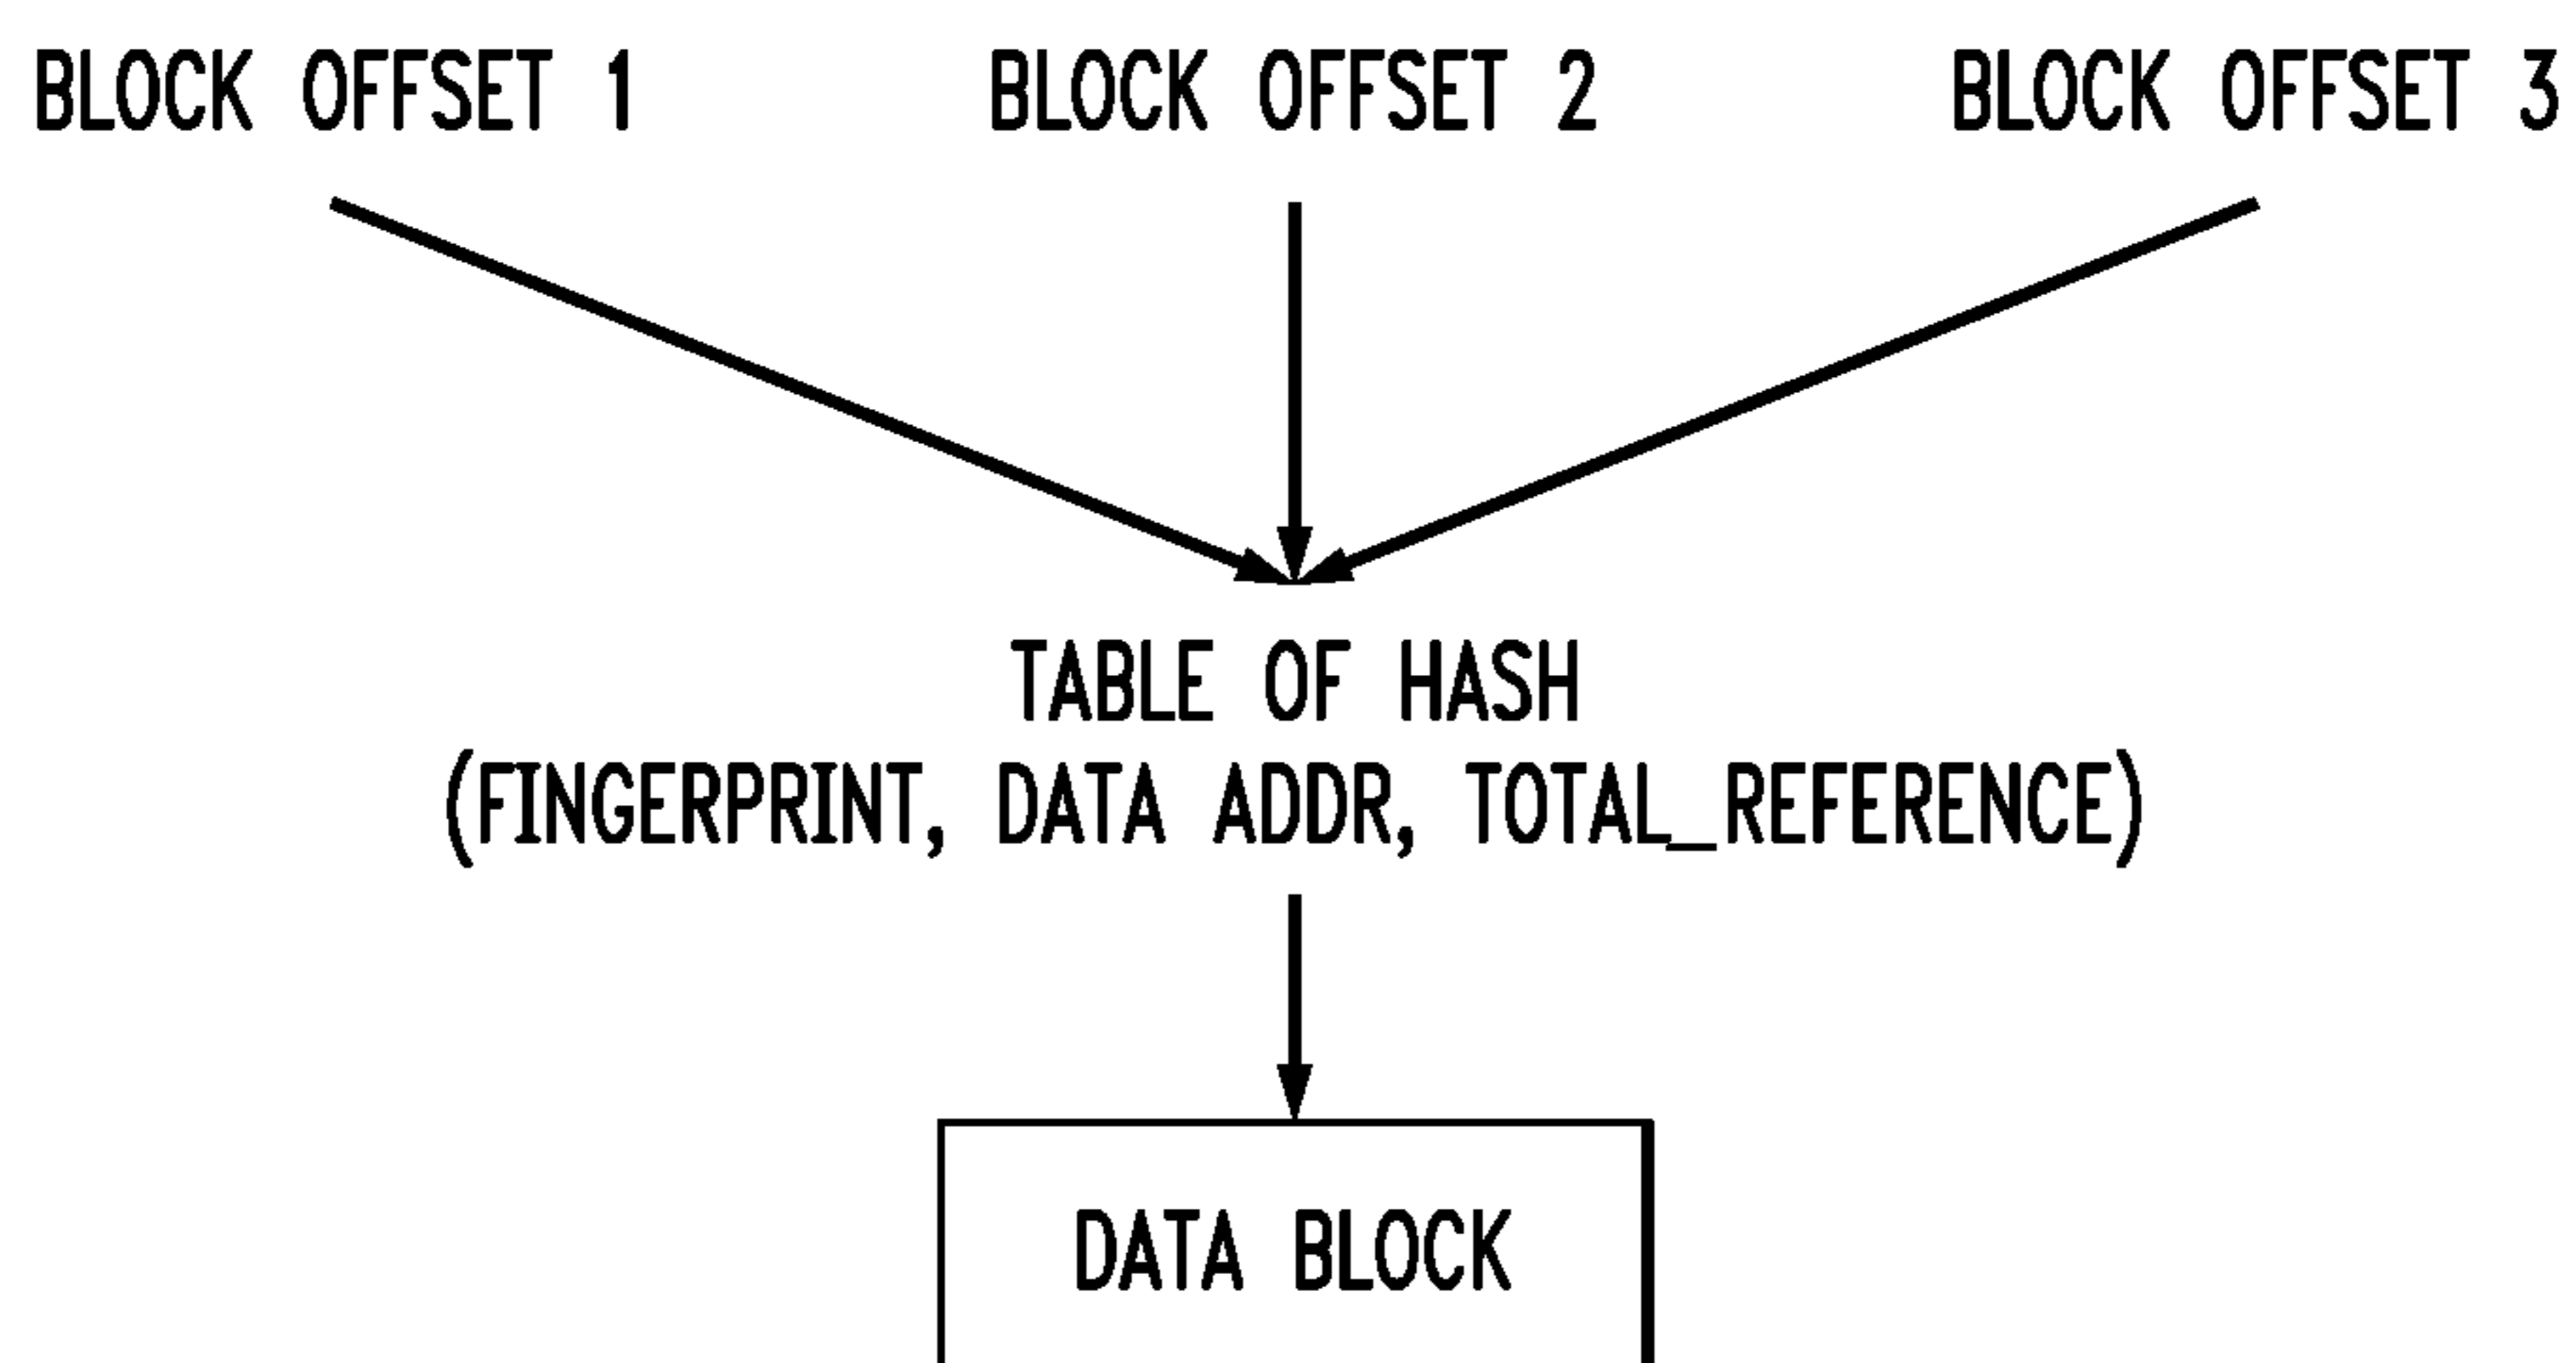 BLOCK OFFSET 1 BLOCK OFFSET 2 BLOCK OFFSET 3
TABLE OF HASH
(FINGERPRINT, DATA ADDR, TOTAL_REFERENCE)
DATA BLOCK